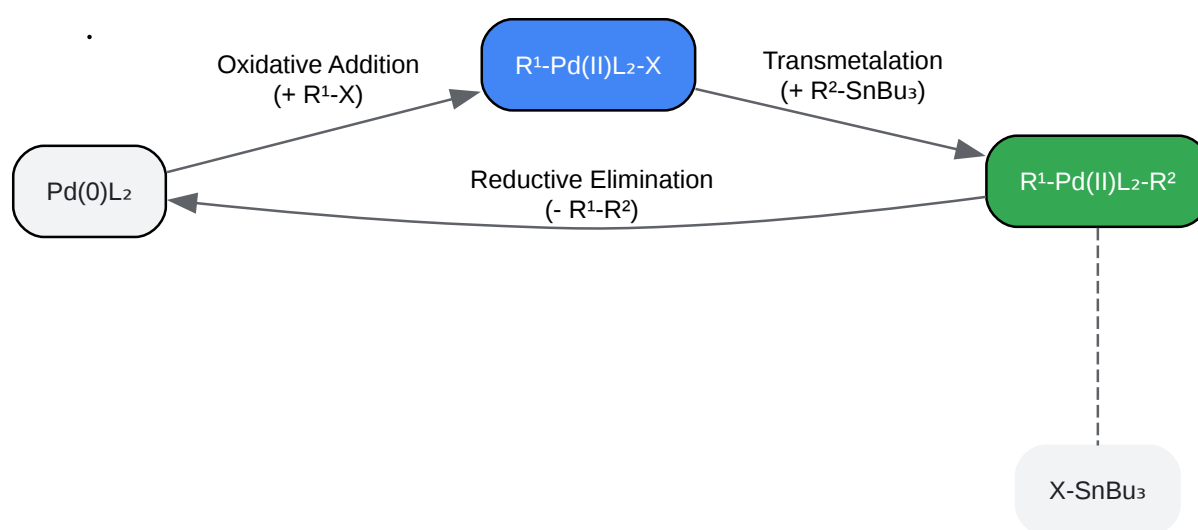 Oxidative Addition
(+ R¹-X)
R¹-Pd(II)L₂-X
Transmetalation
(+ R²-SnBu₃)
Pd(0)L₂
Reductive Elimination
(- R¹-R²)
R¹-Pd(II)L₂-R²
X-SnBu₃